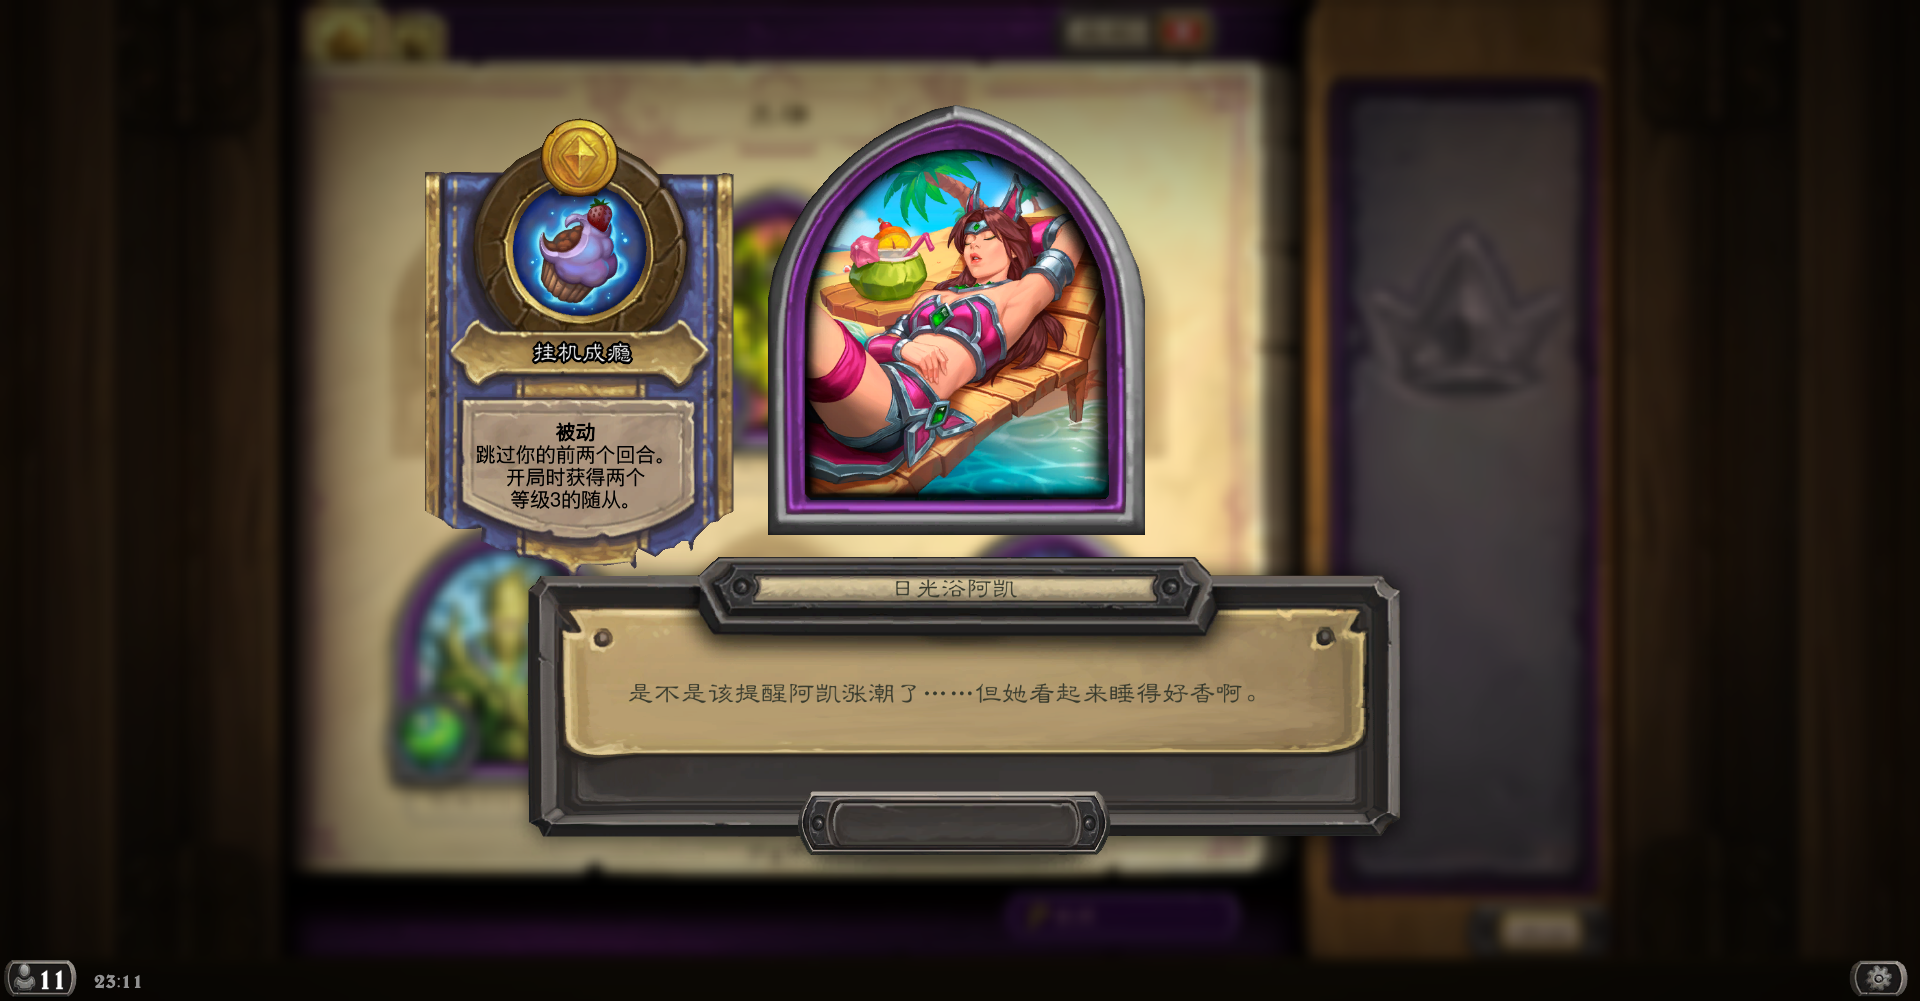 挂机成瘾
被动
跳过你的前两个回合。
开局时获得两个
等级3的随从。
日光浴阿凯
是不是该提醒阿凯涨潮了……但她看起来睡得好香啊。
11
23:11